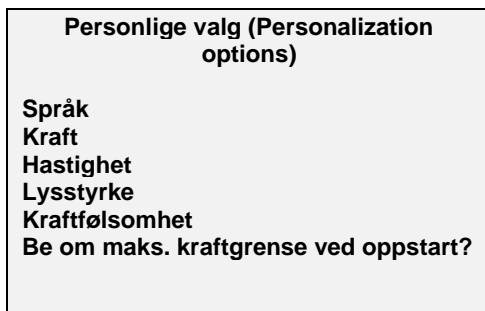 Personlige valg (Personalization
options)
Språk
Kraft
Hastighet
Lysstyrke
Kraftfølsomhet
Be om maks. kraftgrense ved oppstart?